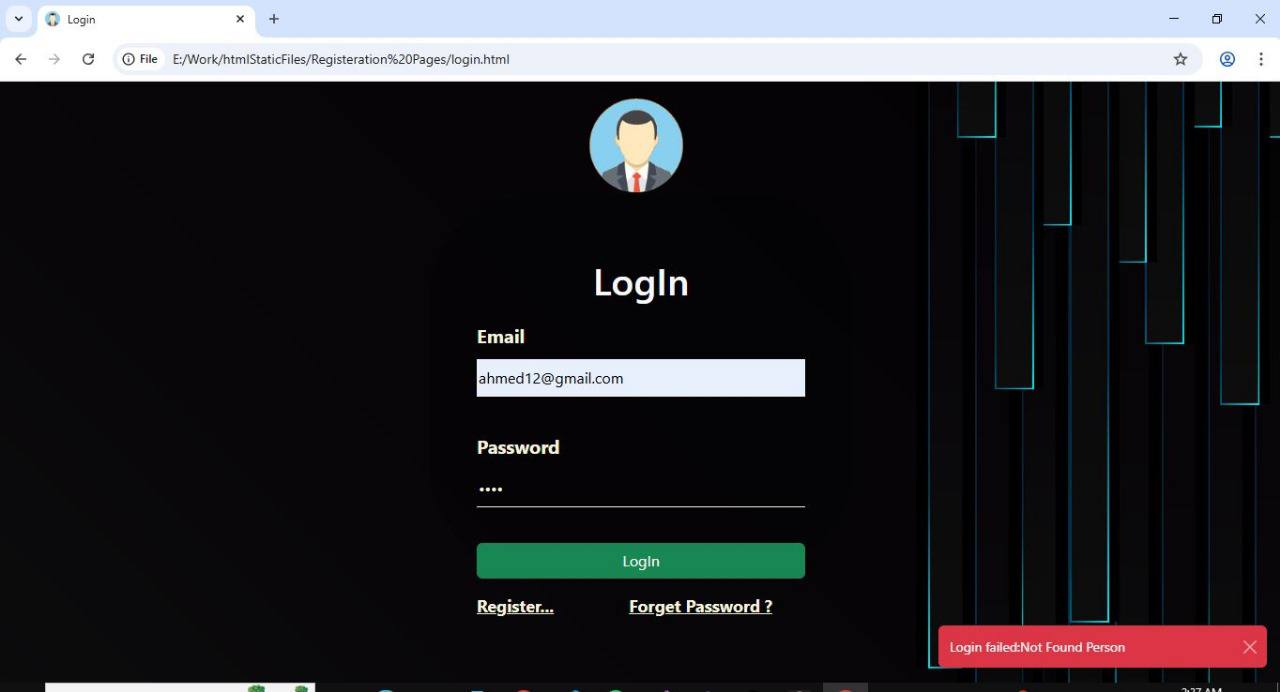 Login
File E:/Work/htmlStaticFiles/Registeration%20Pages/login.html
LogIn
Email
ahmed12@gmail.com
Password
LogIn
Register... Forget Password ?
Login failed:Not Found Person